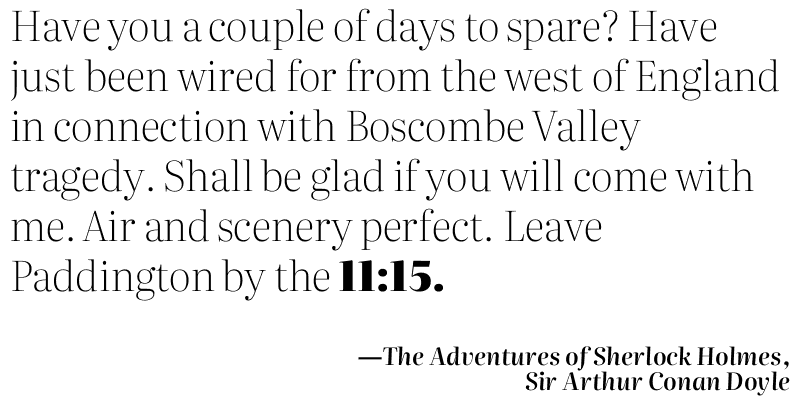 Have you a couple of days to spare? Have
just been wired for from the west of England
in connection with Boscombe Valley
tragedy. Shall be glad if you will come with
me. Air and scenery perfect. Leave
Paddington by the 11:15.
—The Adventures of Sherlock Holmes,
Sir Arthur Conan Doyle